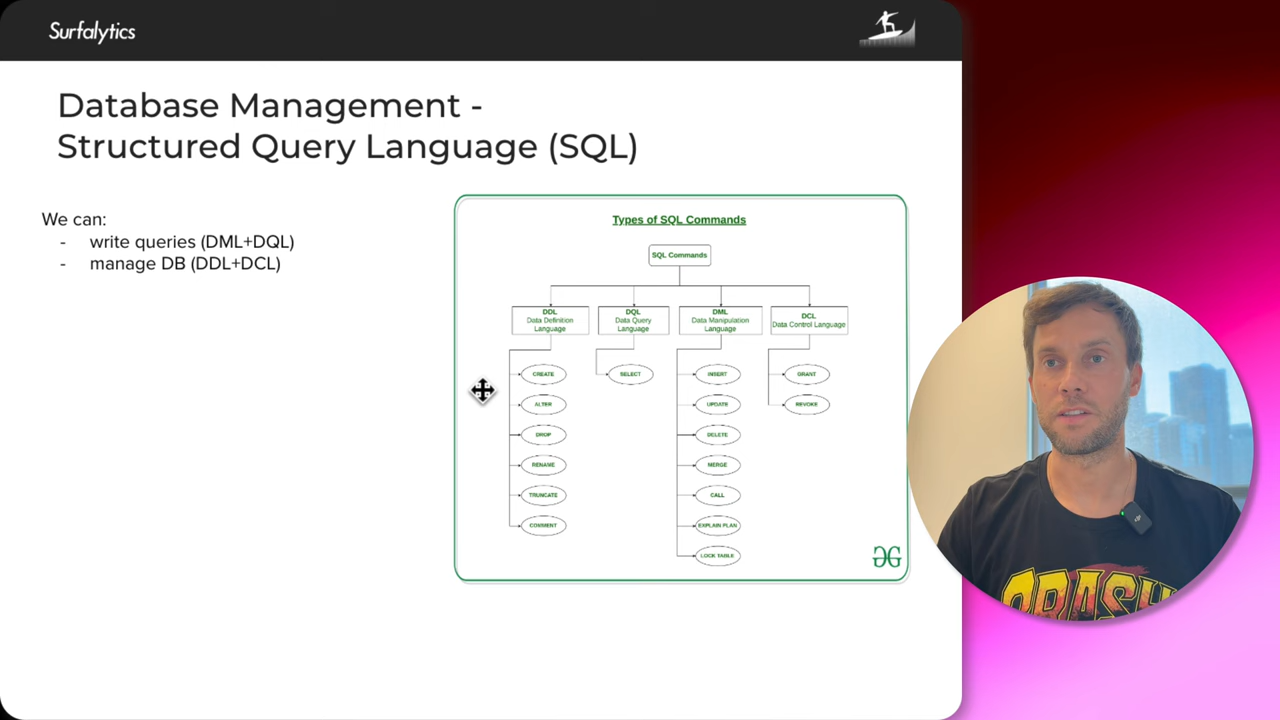 Surfalytics
Database Management -
Structured Query Language (SQL)
We can:
- write queries (DML+DQL)
- manage DB (DDL+DCL)
Types of SQL Commands
SQL Commands
DDL
Data Definition
Language
DQL
Data Query
Language
DML
Data Manipulation
Language
DCL
Data Control Language
CREATE
ALTER
DROP
RENAME
TRUNCATE
COMMENT
SELECT
INSERT
UPDATE
DELETE
MERGE
CALL
EXPLAIN PLAN
LOCK TABLE
GRANT
REVOKE
CRASH